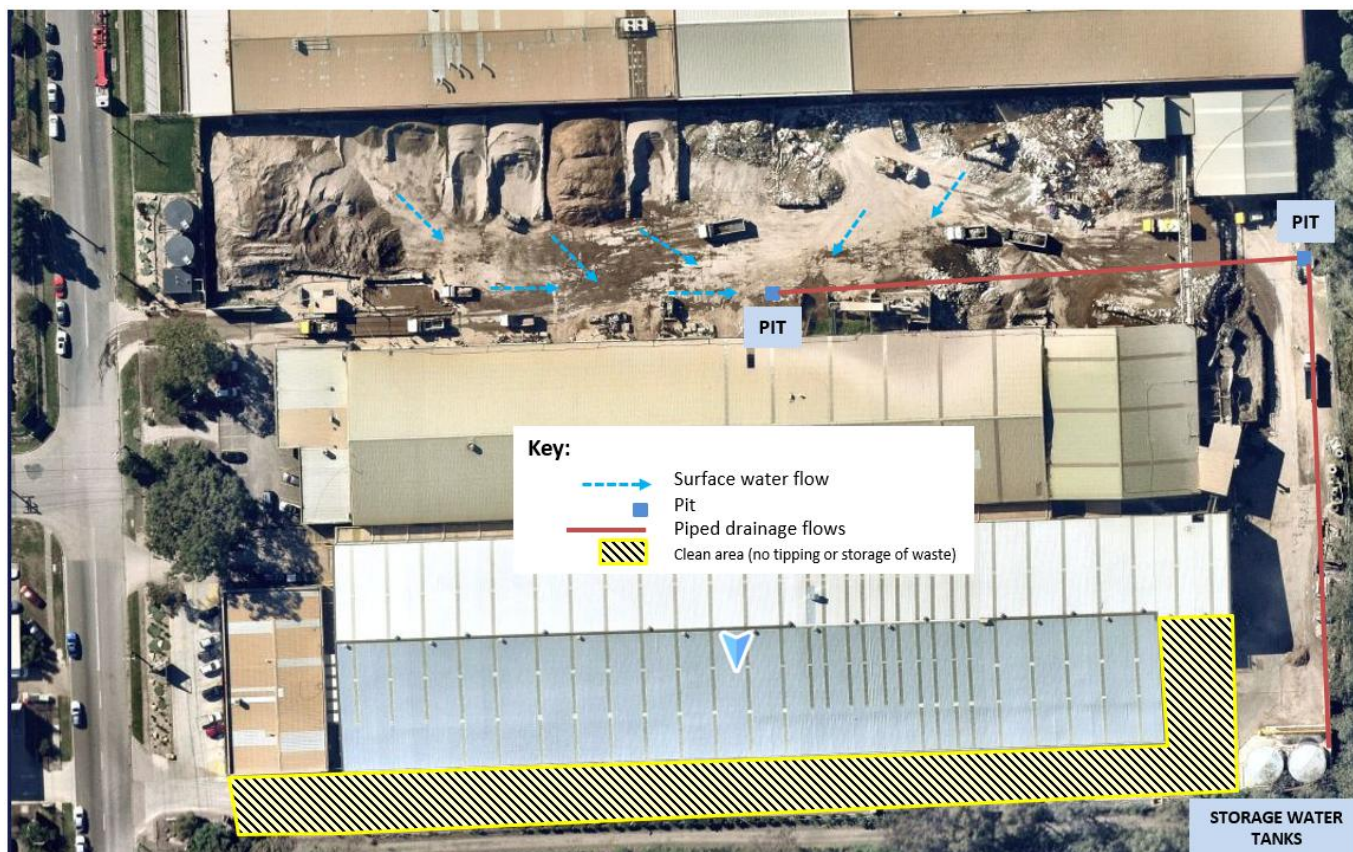 PIT
PIT
Key:
Surface water flow
Pit
Piped drainage flows
Clean area (no tipping or storage of waste)
STORAGE WATER
TANKS